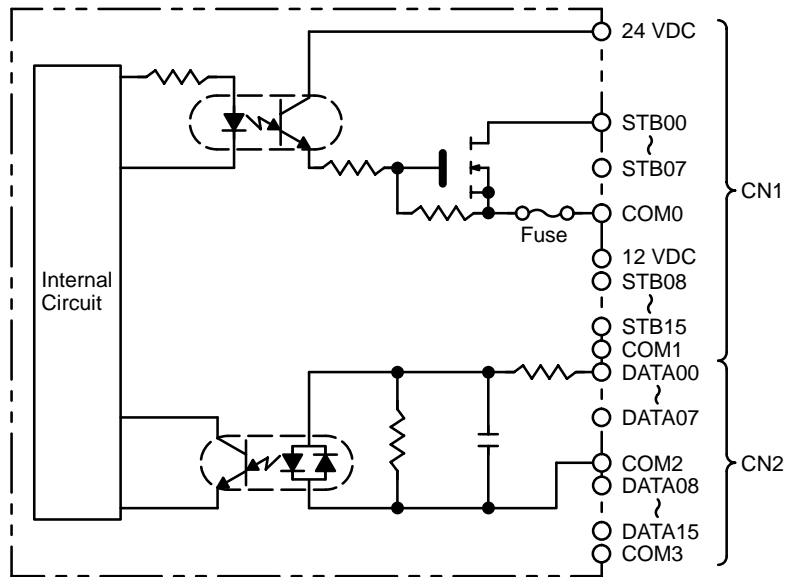 24 VDC
STB00
~
STB07
CN1
COM0
Fuse
12 VDC
STB08
~
Internal
Circuit
STB15
COM1
DATA00
~
DATA07
COM2
CN2
DATA08
~
DATA15
COM3